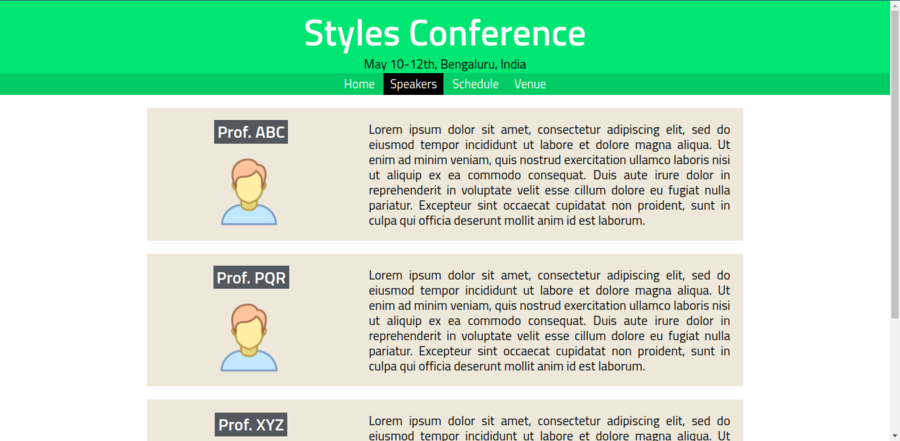 Styles Conference
May 10-12th, Bengaluru, India
Home Speakers Schedule Venue
Prof. ABC
Lorem ipsum dolor sit amet, consectetur adipiscing elit, sed do
eiusmod tempor incididunt ut labore et dolore magna aliqua. Ut
enim ad minim veniam, quis nostrud exercitation ullamco laboris nisi
ut aliquip ex ea commodo consequat. Duis aute irure dolor in
reprehenderit in voluptate velit esse cillum dolore eu fugiat nulla
pariatur. Excepteur sint occaecat cupidatat non proident, sunt in
culpa qui officia deserunt mollit anim id est laborum.
Prof. PQR
Lorem ipsum dolor sit amet, consectetur adipiscing elit, sed do
eiusmod tempor incididunt ut labore et dolore magna aliqua. Ut
enim ad minim veniam, quis nostrud exercitation ullamco laboris nisi
ut aliquip ex ea commodo consequat. Duis aute irure dolor in
reprehenderit in voluptate velit esse cillum dolore eu fugiat nulla
pariatur. Excepteur sint occaecat cupidatat non proident, sunt in
culpa qui officia deserunt mollit anim id est laborum.
Prof. XYZ
Lorem ipsum dolor sit amet, consectetur adipiscing elit, sed do
eiusmod tempor incididunt ut labore et dolore magna aliqua. Ut